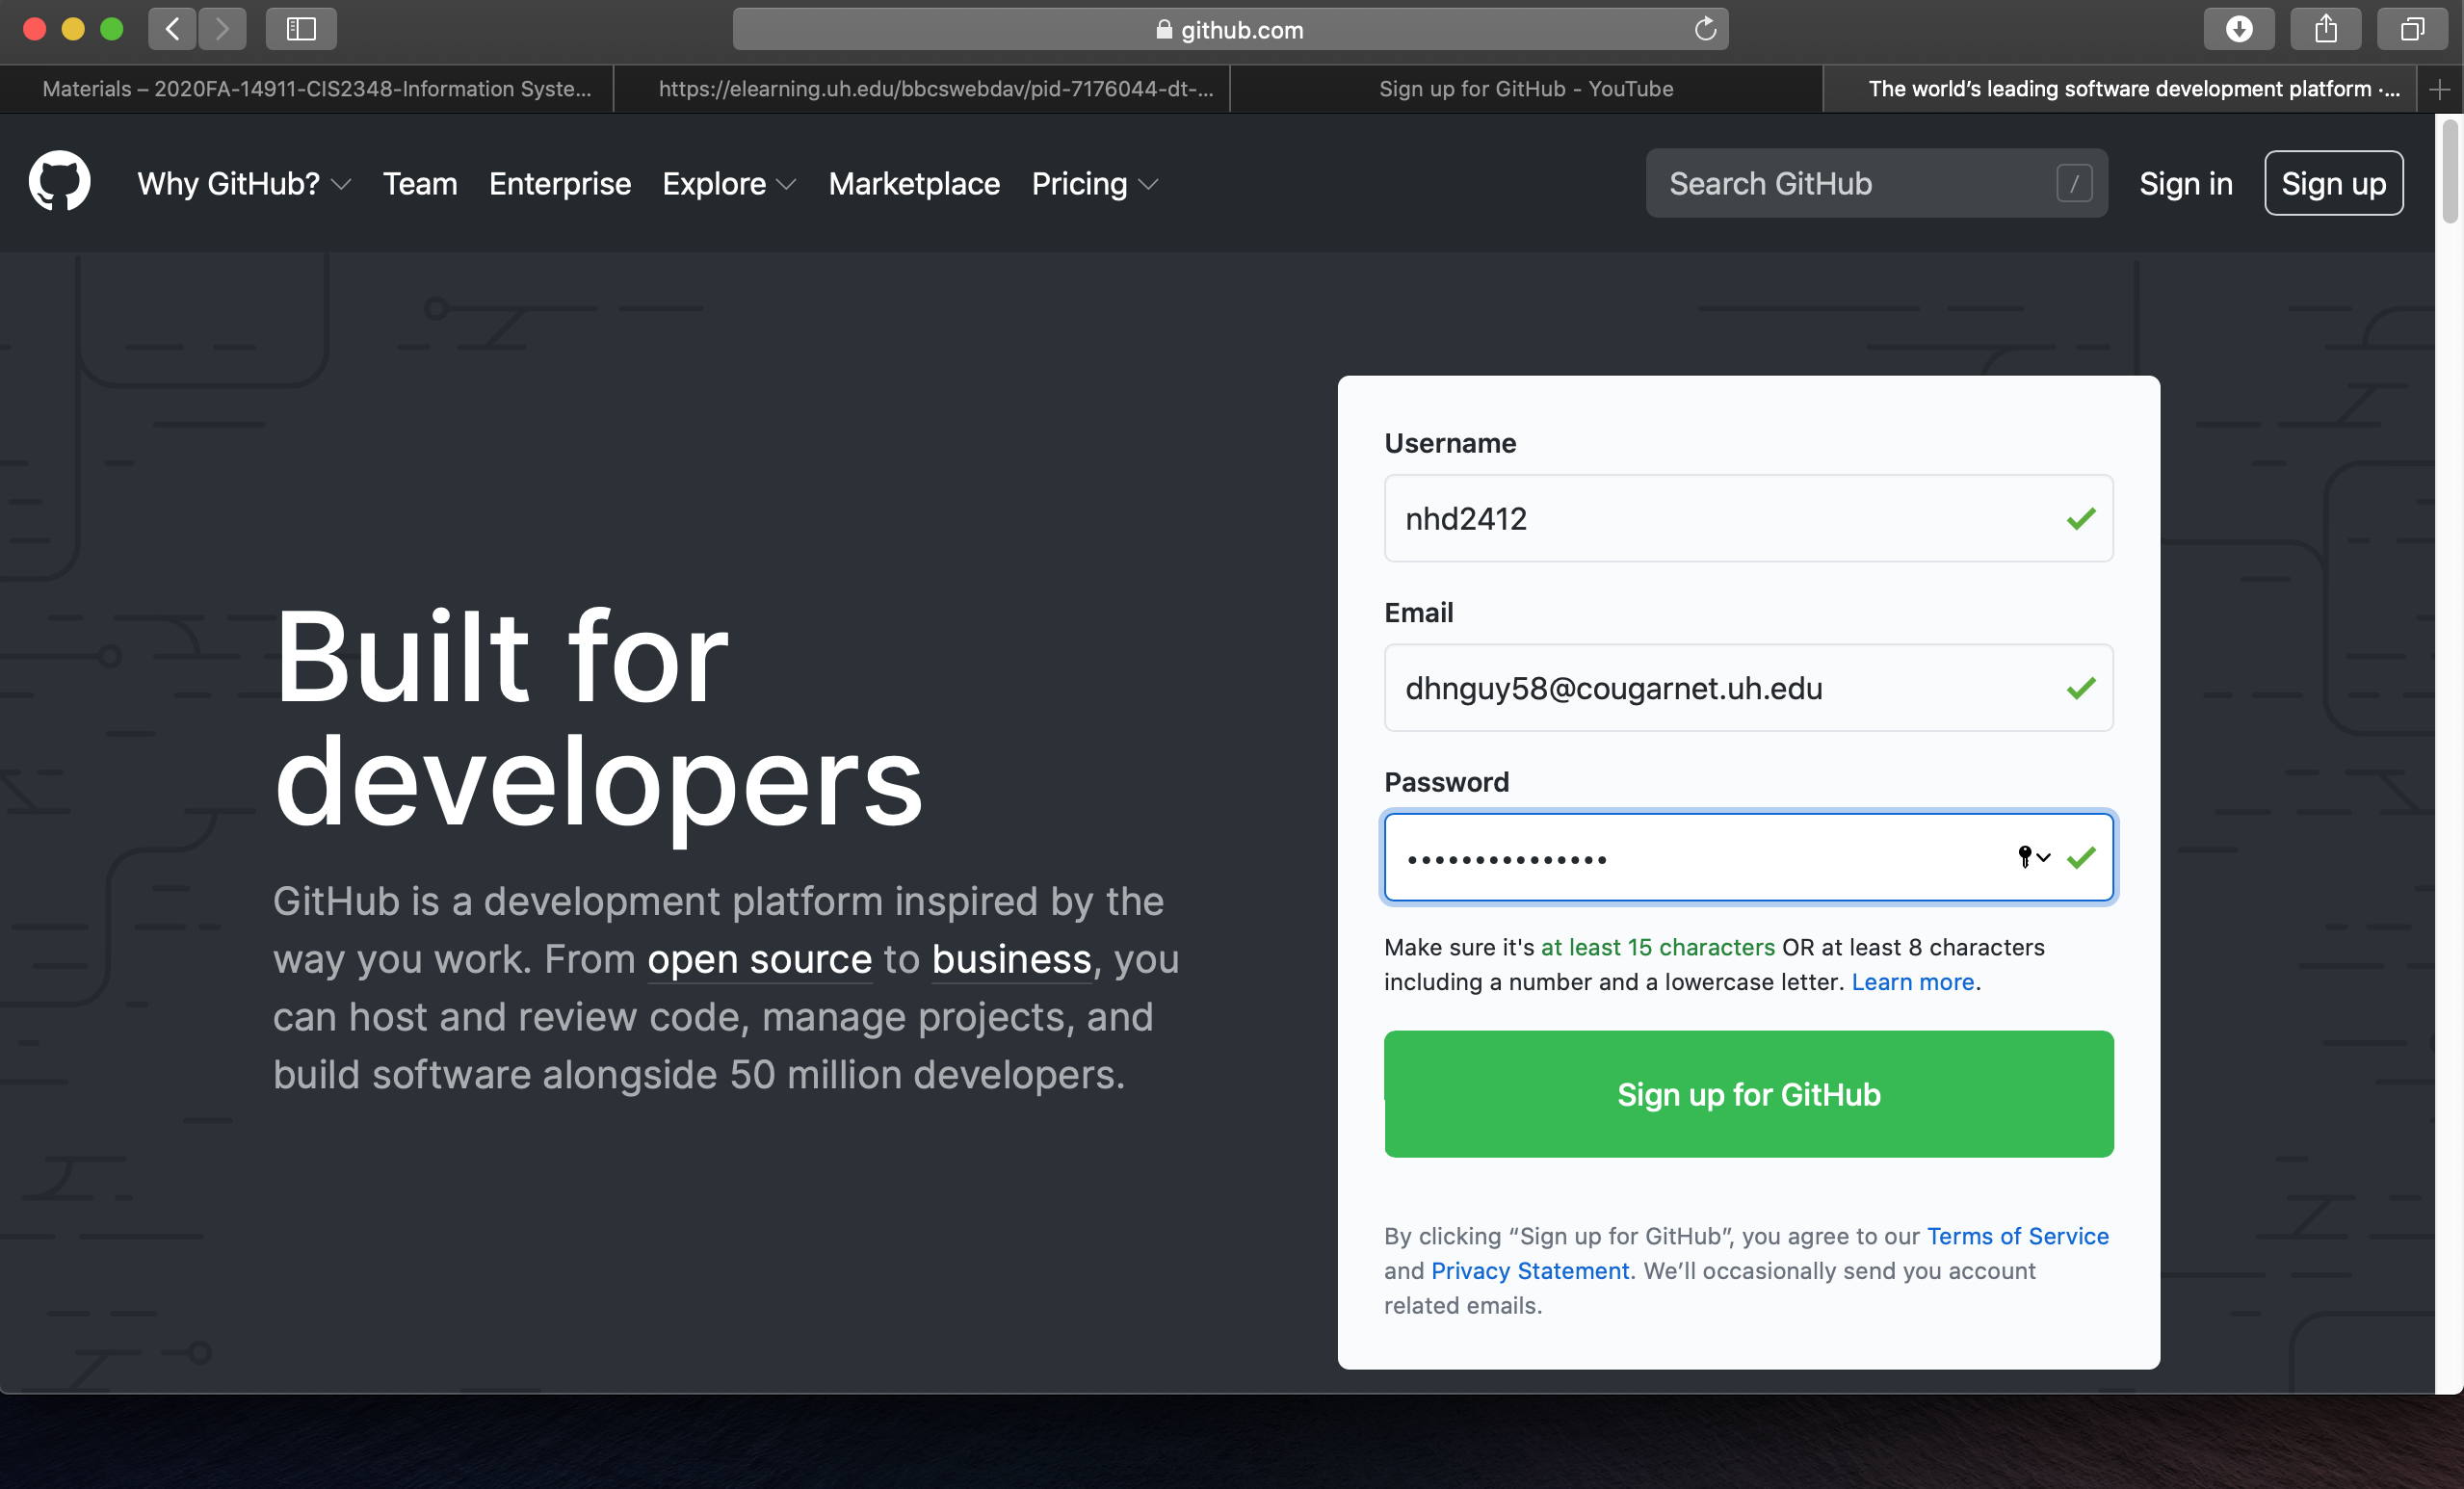 github.com
Materials – 2020FA-14911-CIS2348-Information Syste...
https://elearning.uh.edu/bbcswebdav/pid-7176044-dt-...
Sign up for GitHub - YouTube
The world’s leading software development platform ·...
Why GitHub?
Team
Enterprise
Explore
Marketplace
Pricing
Search GitHub
/
Sign in
Sign up
Built for
developers
GitHub is a development platform inspired by the
way you work. From open source to business, you
can host and review code, manage projects, and
build software alongside 50 million developers.
Username
nhd2412
Email
dhnguy58@cougarnet.uh.edu
Password
•••••••••••••••
Make sure it's at least 15 characters OR at least 8 characters
including a number and a lowercase letter. Learn more.
Sign up for GitHub
By clicking “Sign up for GitHub”, you agree to our Terms of Service
and Privacy Statement. We’ll occasionally send you account
related emails.